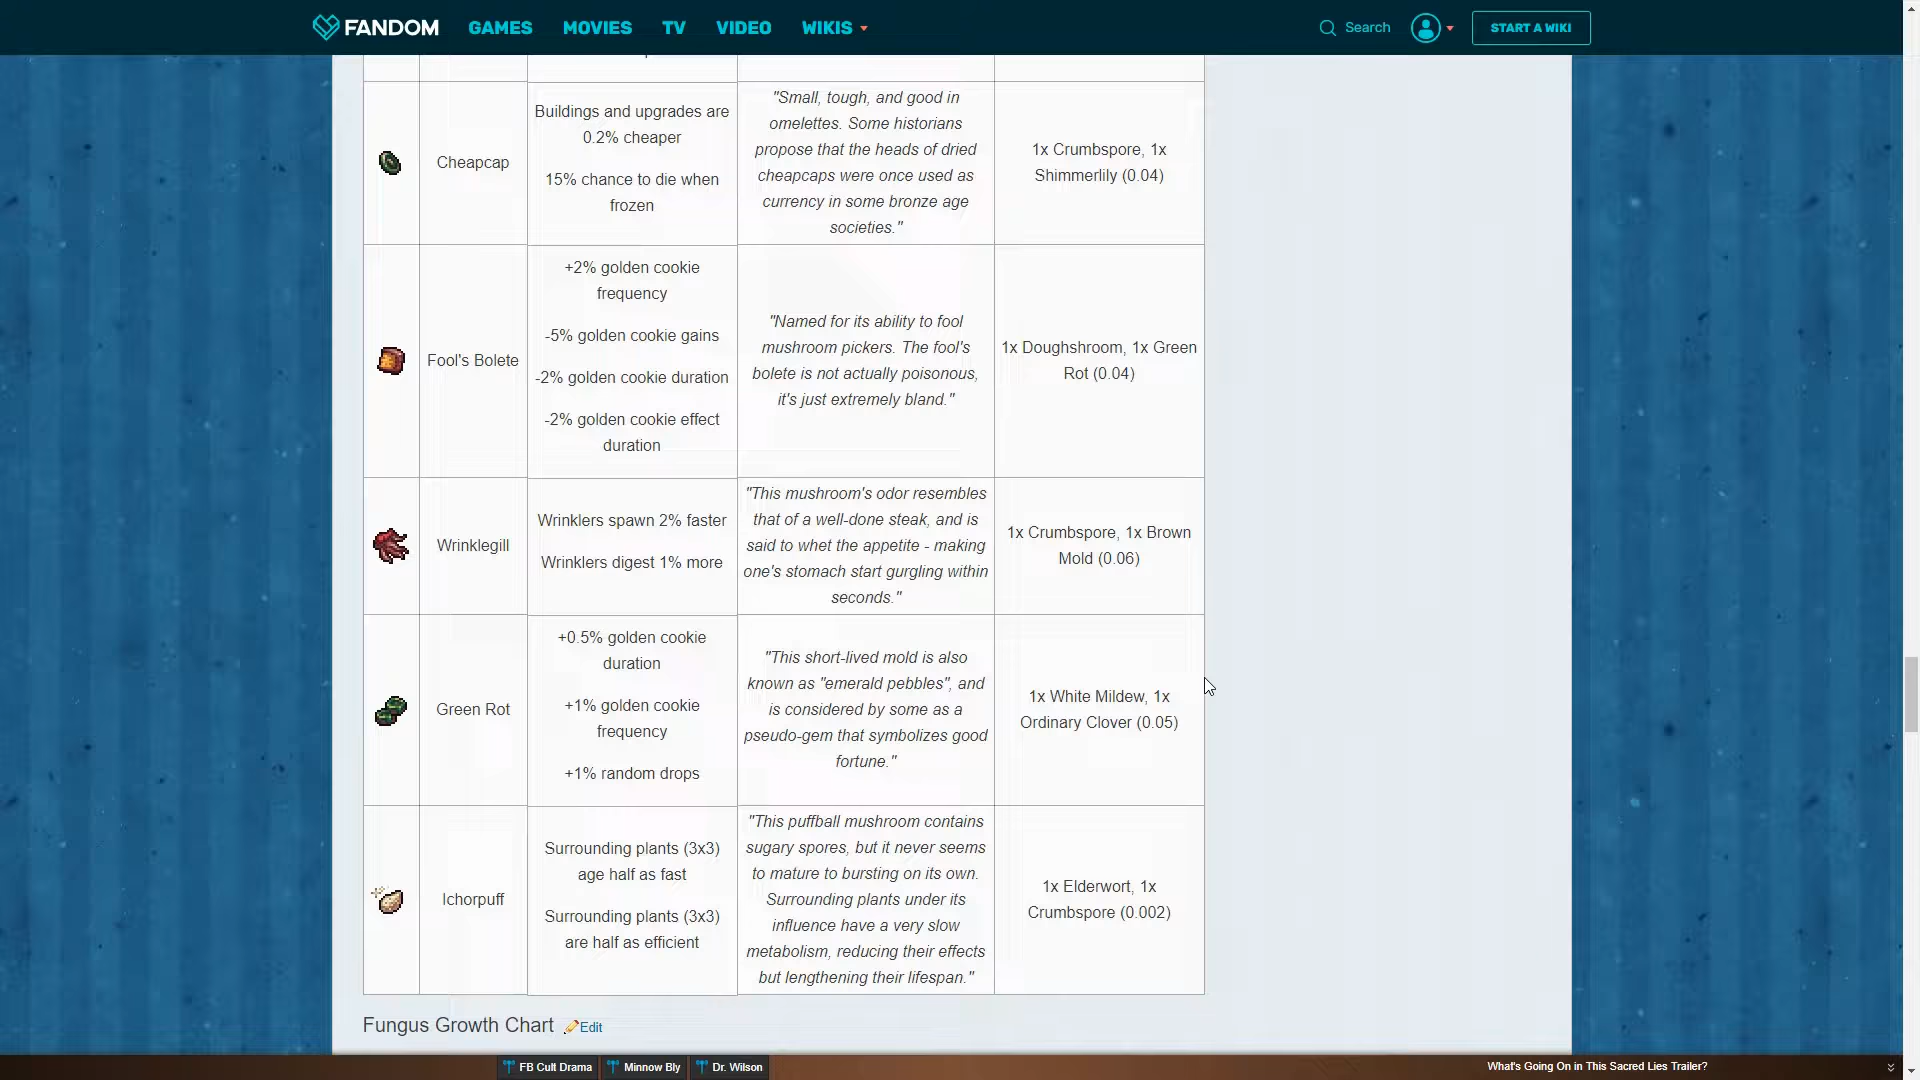 FANDOM
GAMES
MOVIES
TV
VIDEO
WIKIS
Search
START A WIKI
Cheapcap
Buildings and upgrades are
0.2% cheaper
15% chance to die when
frozen
"Small, tough, and good in
omelettes. Some historians
propose that the heads of dried
cheapcaps were once used as
currency in some bronze age
societies."
1x Crumbspore, 1x
Shimmerlily (0.04)
Fool's Bolete
+2% golden cookie
frequency
-5% golden cookie gains
-2% golden cookie duration
-2% golden cookie effect
duration
"Named for its ability to fool
mushroom pickers. The fool's
bolete is not actually poisonous,
it's just extremely bland."
1x Doughshroom, 1x Green
Rot (0.04)
Wrinklegill
Wrinklers spawn 2% faster
Wrinklers digest 1% more
"This mushroom's odor resembles
that of a well-done steak, and is
said to whet the appetite - making
one's stomach start gurgling within
seconds."
1x Crumbspore, 1x Brown
Mold (0.06)
Green Rot
+0.5% golden cookie
duration
+1% golden cookie
frequency
+1% random drops
"This short-lived mold is also
known as "emerald pebbles", and
is considered by some as a
pseudo-gem that symbolizes good
fortune."
1x White Mildew, 1x
Ordinary Clover (0.05)
Ichorpuff
Surrounding plants (3x3)
age half as fast
Surrounding plants (3x3)
are half as efficient
"This puffball mushroom contains
sugary spores, but it never seems
to mature to bursting on its own.
Surrounding plants under its
influence have a very slow
metabolism, reducing their effects
but lengthening their lifespan."
1x Elderwort, 1x
Crumbspore (0.002)
Fungus Growth Chart
Edit
FB Cult Drama
Minnow Bly
Dr. Wilson
What's Going On in This Sacred Lies Trailer?